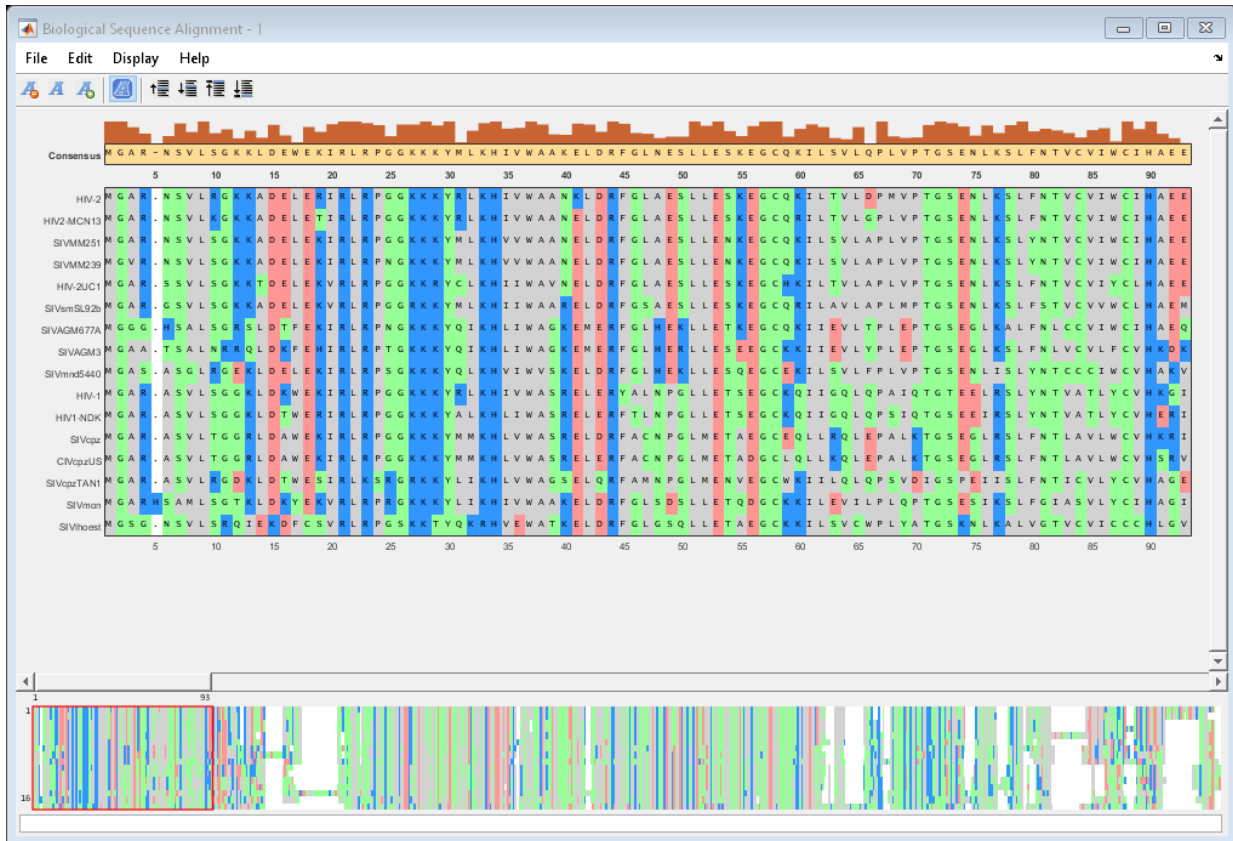 Biological Sequence Alignment - 1
File Edit Display Help
Consensus MGAR-NSVLSGKKLDEWEKIRLRPGGKKKYMLKHIVWAAKELDRFGLNESLLESKEGCQKILSVLQPLVPTGSENLKSLFNTVCVIWCIHAEE
5 10 15 20 25 30 35 40 45 50 55 60 65 70 75 80 85 90
HIV-2 MGAR.NSVLRGKKADELERIRLRPGGKKKYRLKHIVWAANKLDRFGLAESLLESKEGCQKILTVLDPMVPTGSENLKSLFNTVCVIWCIHAEE
HIV2-MCN13 MGAR.NSVLKGKKADELETIRLRPGGKKKYRLKHIVWAANELDRFGLAESLLESKEGCQRILTVLGPLVPTGSENLKSLFNTVCVIWCIHAEE
SIVMM251 MGAR.NSVLSGKKADELEKIRLRPGGKKKYMLKHVVWAANELDRFGLAESLLENKEGCQKILSVLAPLVPTGSENLKSLYNTVCVIWCIHAEE
SIVMM239 MGVR.NSVLSGKKADELEKIRLRPNGKKKYMLKHVVWAANELDRFGLAESLLENKEGCQKILSVLAPLVPTGSENLKSLYNTVCVIWCIHAEE
HIV-2UC1 MGAR.SSVLSGKKTDELEKVRLRPGGKKRYCLKHIIWAVNELDRFGLAESLLESKEGCHKILTVLAPLVPTGSENLKSLFNTVCVIYCLHAEE
SIVsmSL92b MGAR.GSVLSGKKADELEKVRLRPGGRKKYMLKHIIWAARELDRFGSAESLLESKEGCQRILAVLAPLMPTGSENLKSLFSTVCVVWCLHAEM
SIVAGM677A MGGG.HSALSGRSLDTFEKIRLRPNGKKKYQIKHLIWAGKEMERFGLHEKLLETKEGCQKIIEVLTPLEPTGSEGLKALFNLCCVIWCIHAEQ
SIVAGM3 MGAA.TSALNRRQLDKFEHIRLRPTGKKKYQIKHLIWAGKEMERFGLHERLLESEEGCKKIIEVLYPLEPTGSEGLKSLFNLVCVLFCVHKDK
SIVmnd5440 MGAS.ASGLRGEKLDELEKIRLRPGGKKKYQLKHVIWVSKELDRFGLHEKLLESQEGCEKILSVLFPLVPTGSENLISLYNTCCCIWCVHAKV
HIV-1 MGAR.ASVLSGGKLDKWEKIRLRPGGKKKYRLKHIVWASRELERYALNPGLLETSEGCKQIIGQLQPAIQTGTEELRSLYNTVATLYCVHKGI
HIV1-NDK MGAR.ASVLSGGKLDTWERIRLRPGGKKKYALKHLIWASRELERFTLNPGLLETSEGCKQIIGQLQPSIQTGSEEIRSLYNTVATLYCVHERI
SIVcpz MGAR.ASVLTGGRLDAWEKIRLRPGGKKKYMMKHLVWASRELDRFACNPGLMETAEGCEQLLRQLEPALKTGSEGLRSLFNTLAVLWCVHKRI
CIVcpzUS MGAR.ASVLTGGRLDAWEKIRLRPGGKKKYMMKHLVWASRELERFACNPGLMETADGCLQLLKQLEPALKTGSEGLRSLFNTLAVLWCVHSRV
SIVcpzTAN1 MGAR.ASVLRGDKLDTWESIRLKSRGRKKYLIKHLVWAGSELQRFAMNPGLMENVEGCWKIILQLQPSVDIGSPEIISLFNTICVLYCVHAGE
SIVmon MGARHSAMLSGTKLDKYEKVRLRPRGKKKYLIKHIVWAAKELDRFGLSDSLLETQDGCKKILEVILPLQPTGSESIKSLFGIASVLYCIHAGI
SIVlhoest MGSG.NSVLSRQIEKDFCSVRLRPGSKKTYQKRHVEWATKELDRFGLGSQLLETAEGCKKILSVCWPLYATGSKNLKALVGTVCVICCCHLGV
5 10 15 20 25 30 35 40 45 50 55 60 65 70 75 80 85 90
1 93
1
16